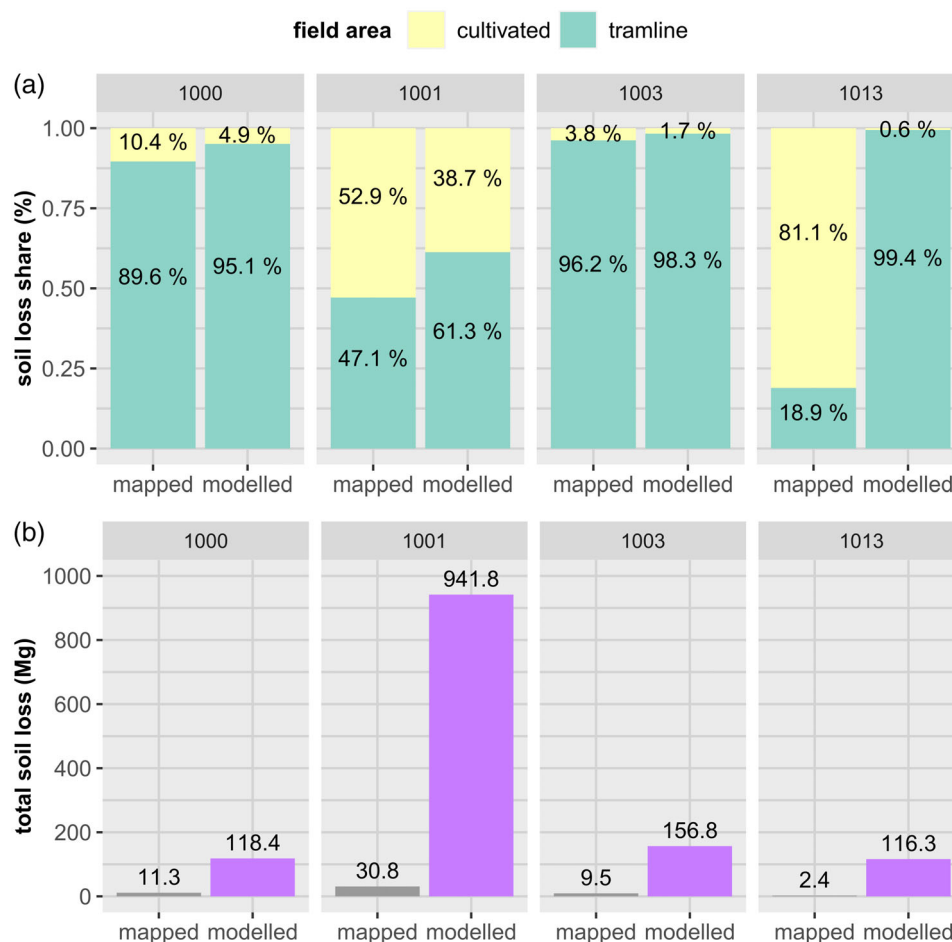 field area cultivated tramline
(a)
1000 1001 1003 1013
soil loss share (%)
1.00
0.75
0.50
0.25
0.00
10.4 % 4.9 % 52.9 % 38.7 % 3.8 % 1.7 % 81.1 % 0.6 %
89.6 % 95.1 % 47.1 % 61.3 % 96.2 % 98.3 % 18.9 % 99.4 %
mapped modelled mapped modelled mapped modelled mapped modelled
(b)
1000 1001 1003 1013
total soil loss (Mg)
1000
800
600
400
200
0
11.3 118.4 30.8 941.8 9.5 156.8 2.4 116.3
mapped modelled mapped modelled mapped modelled mapped modelled